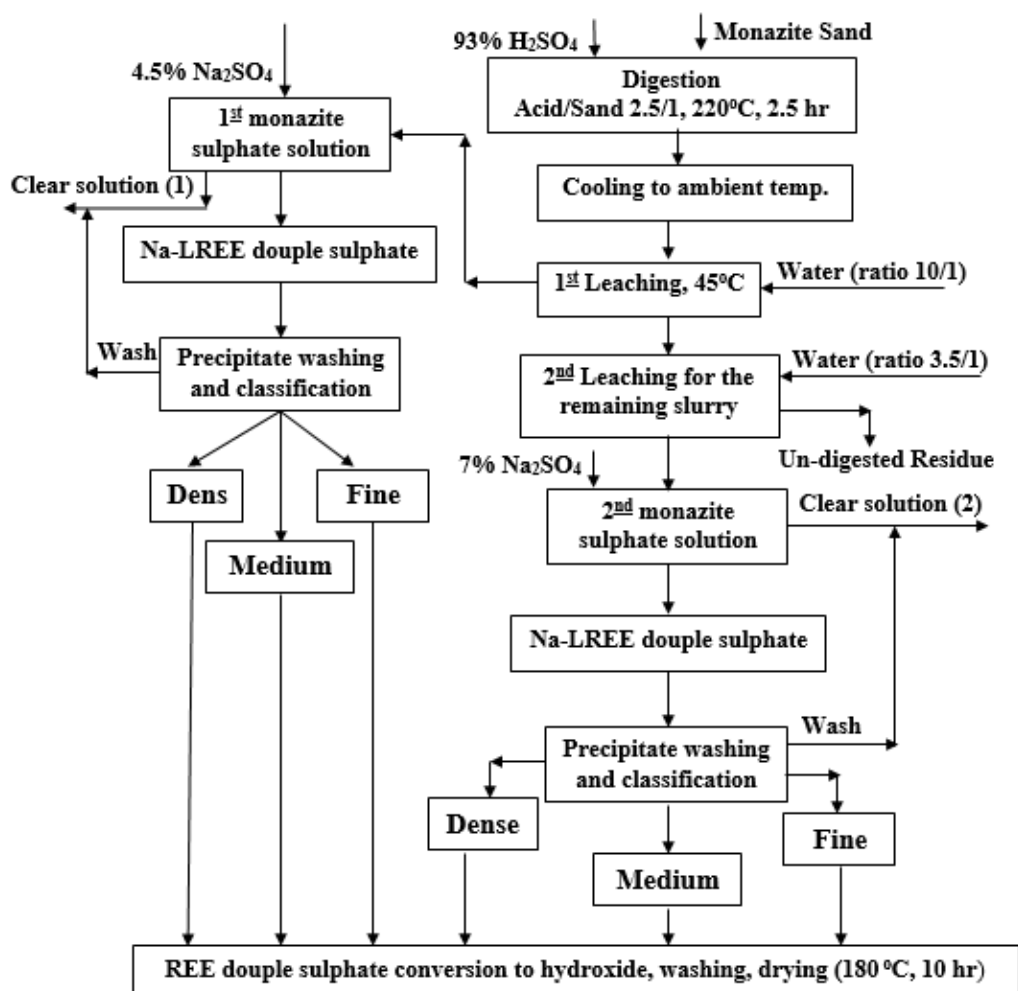 93% H₂SO₄
Monazite Sand
4.5% Na₂SO₄
Digestion
Acid/Sand 2.5/1, 220⁰C, 2.5 hr
1st monazite
sulphate solution
Clear solution (1)
Cooling to ambient temp.
Na-LREE douple sulphate
1st Leaching, 45⁰C
Water (ratio 10/1)
Wash
Precipitate washing
and classification
2nd Leaching for the
remaining slurry
Water (ratio 3.5/1)
Un-digested Residue
7% Na₂SO₄
Dens
Fine
Medium
2nd monazite
sulphate solution
Clear solution (2)
Na-LREE douple sulphate
Wash
Precipitate washing
and classification
Dense
Fine
Medium
REE douple sulphate conversion to hydroxide, washing, drying (180 ⁰C, 10 hr)